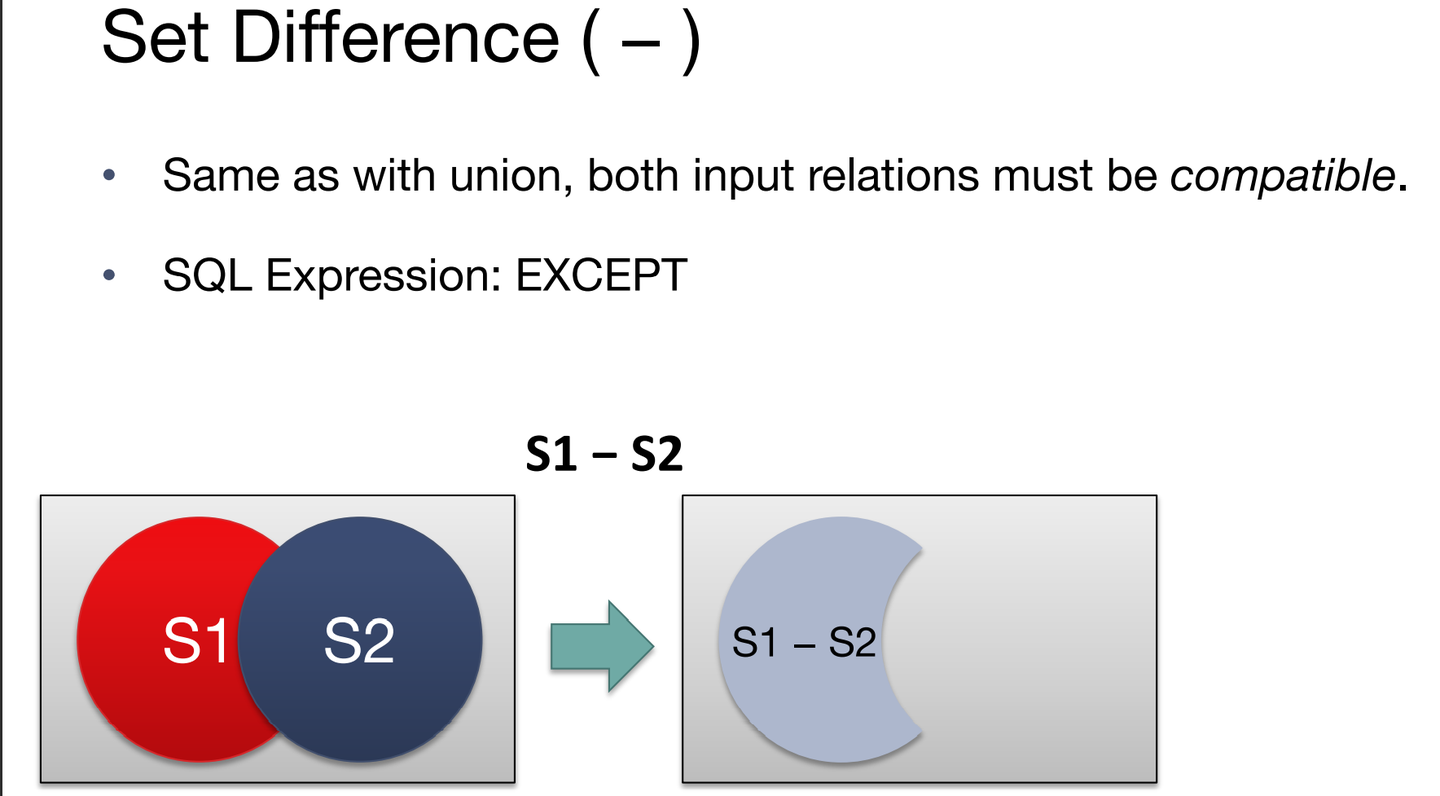 Set Difference ( – )
• Same as with union, both input relations must be compatible.
• SQL Expression: EXCEPT
S1 – S2
S1
S2
S1 – S2